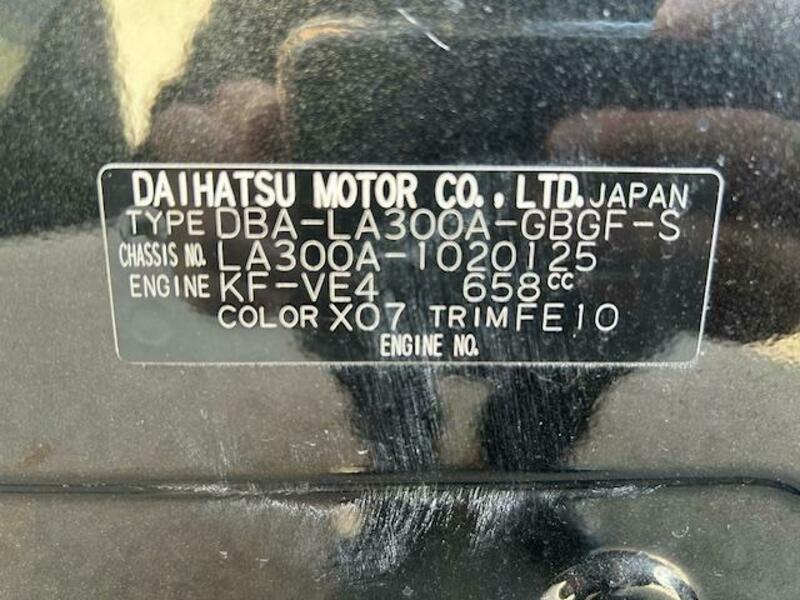 DAIHATSU MOTOR CO., LTD. JAPAN
TYPE DBA-LA300A-GBGF-S
CHASSIS NO. LA300A-1020125
ENGINE KF-VE4 658cc
COLOR X07 TRIM FE10
ENGINE NO.